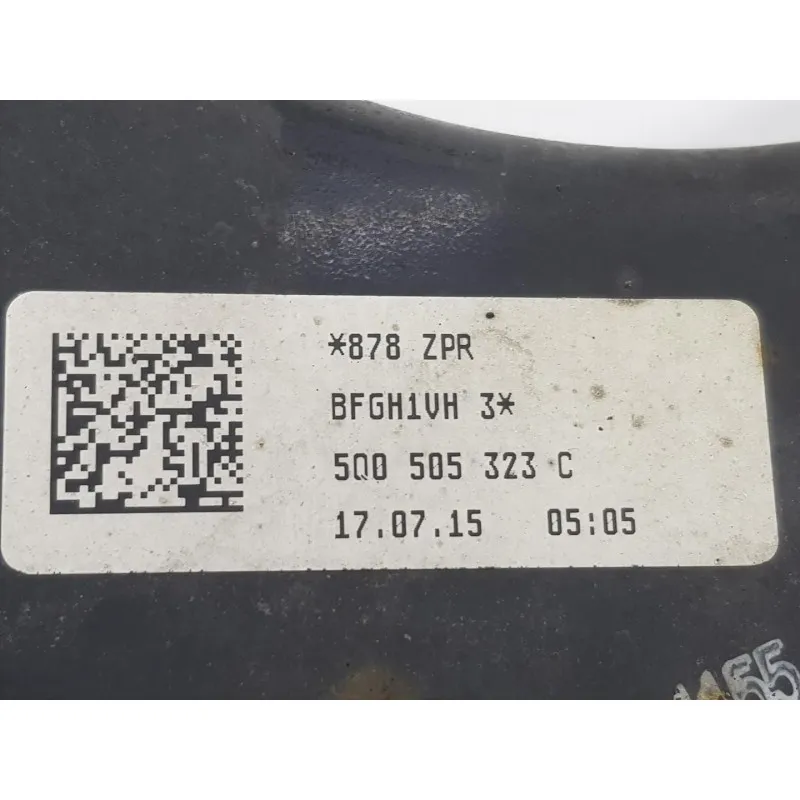 *878 ZPR
BFGH1VH 3*
5Q0 505 323 C
17.07.15 05:05